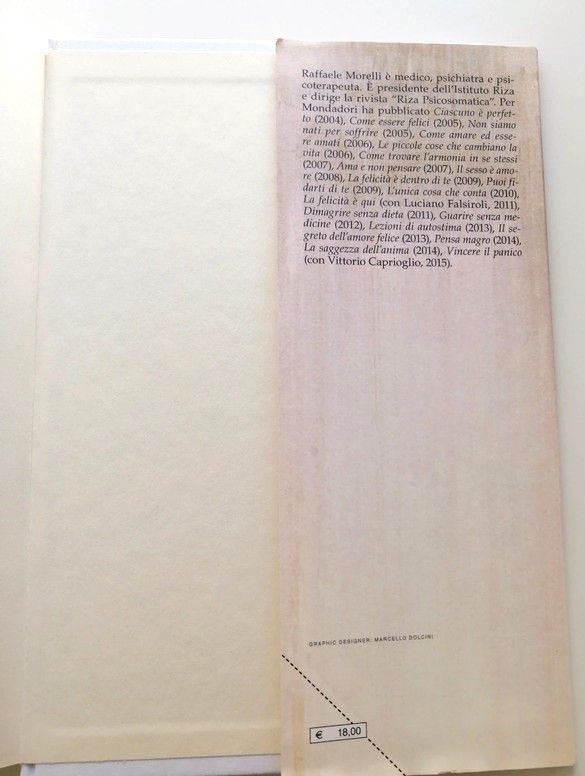 Raffaele Morelli è medico, psichiatra e psi-
coterapeuta. È presidente dell'Istituto Riza
e dirige la rivista "Riza Psicosomatica". Per
Mondadori ha pubblicato Ciascuno è perfet-
to (2004), Come essere felici (2005), Non siamo
nati per soffrire (2005), Come amare ed esse-
re amati (2006), Le piccole cose che cambiano la
vita (2006), Come trovare l'armonia in se stessi
(2007), Ama e non pensare (2007), Il sesso è amo-
re (2008), La felicità è dentro di te (2009), Puoi fi-
darti di te (2009), L'unica cosa che conta (2010),
La felicità è qui (con Luciano Falsiroli, 2011),
Dimagrire senza dieta (2011), Guarire senza me-
dicine (2012), Lezioni di autostima (2013), Il se-
greto dell'amore felice (2013), Pensa magro (2014),
La saggezza dell'anima (2014), Vincere il panico
(con Vittorio Caprioglio, 2015).
GRAPHIC DESIGNER: MARCELLO DOLCINI
€ 18,00